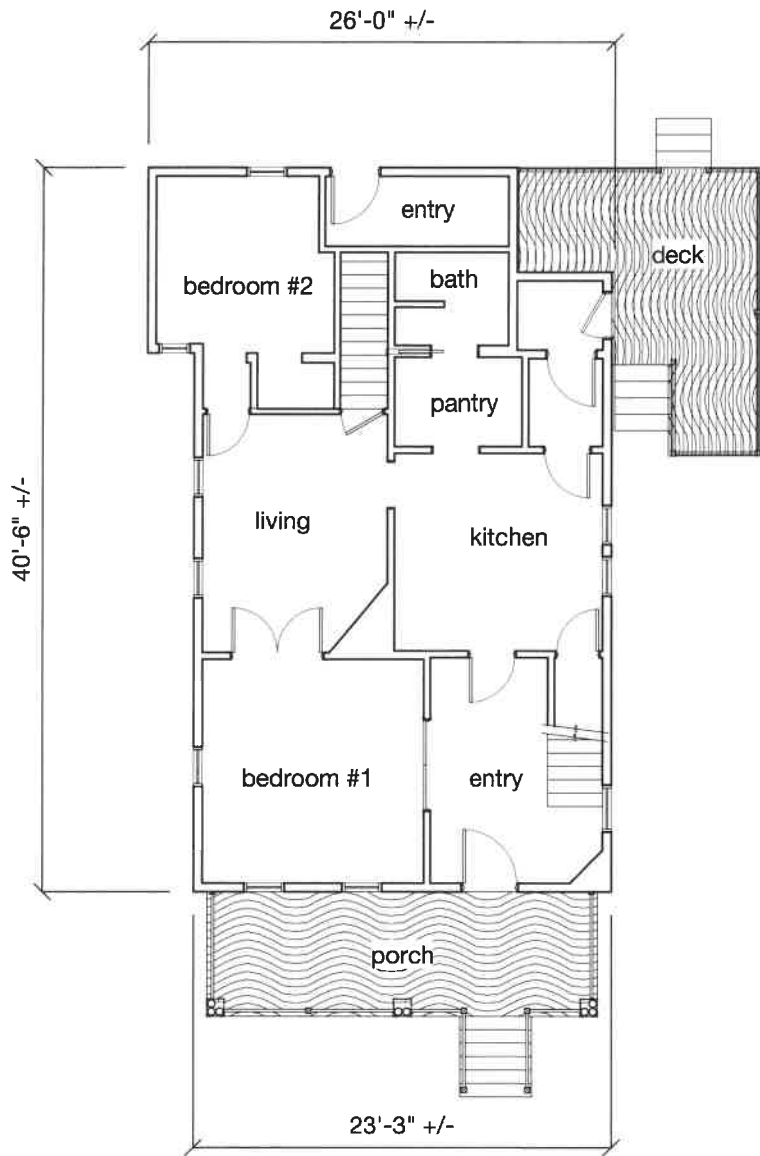 26'-0" +/-
entry
deck
bedroom #2
bath
pantry
40'-6" +/-
living
kitchen
bedroom #1
entry
porch
23'-3" +/-